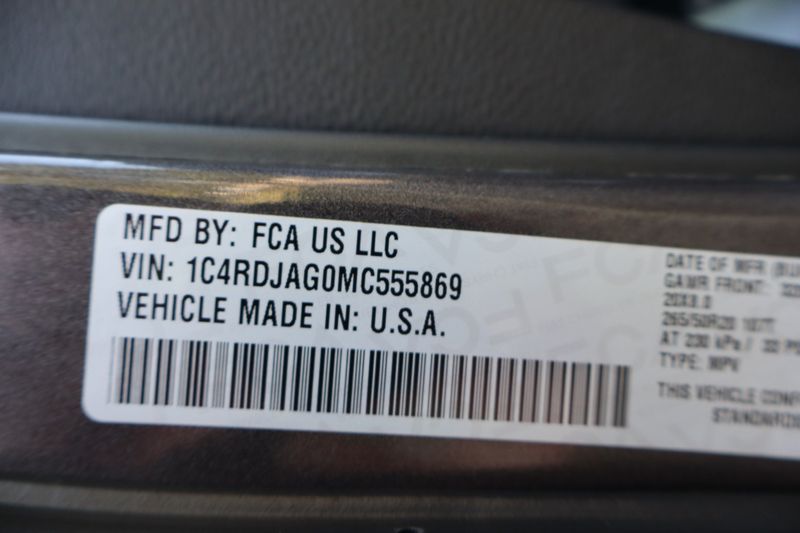 MFD BY: FCA US LLC
VIN: 1C4RDJAG0MC555869
VEHICLE MADE IN: U.S.A.
DATE OF MFR
GAWR FRONT:
20X8.0
265/50R20 107T
AT 230 kPa / 33
TYPE: MPV
THIS VEHICLE